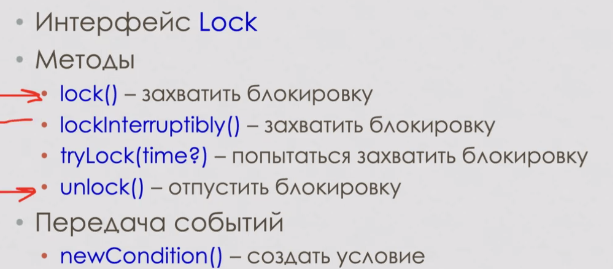 Интерфейс Lock
Методы
lock() – захватить блокировку
lockInterruptibly() – захватить блокировку
tryLock(time?) – попытаться захватить блокировку
unlock() – отпустить блокировку
Передача событий
newCondition() – создать условие